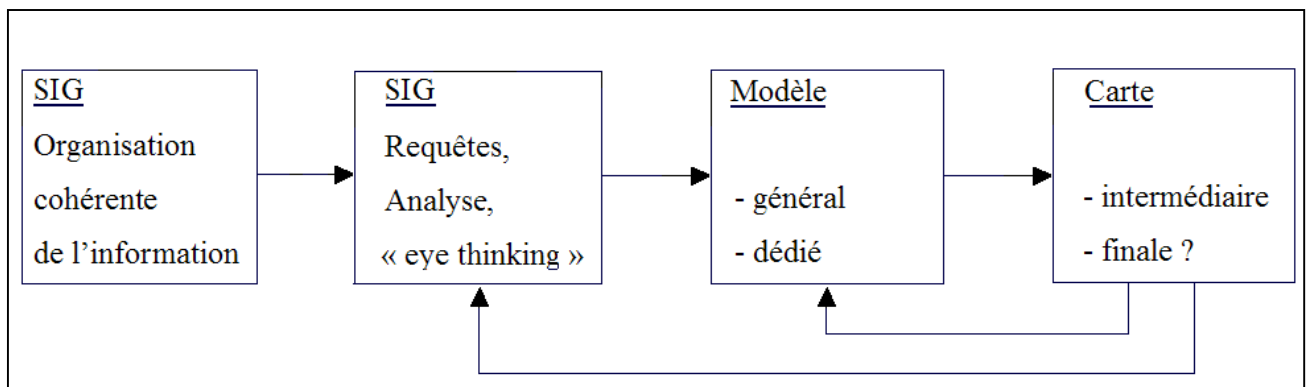 SIG
Organisation
cohérente
de l’information
SIG
Requêtes,
Analyse,
« eye thinking »
Modèle
- général
- dédié
Carte
- intermédiaire
- finale ?